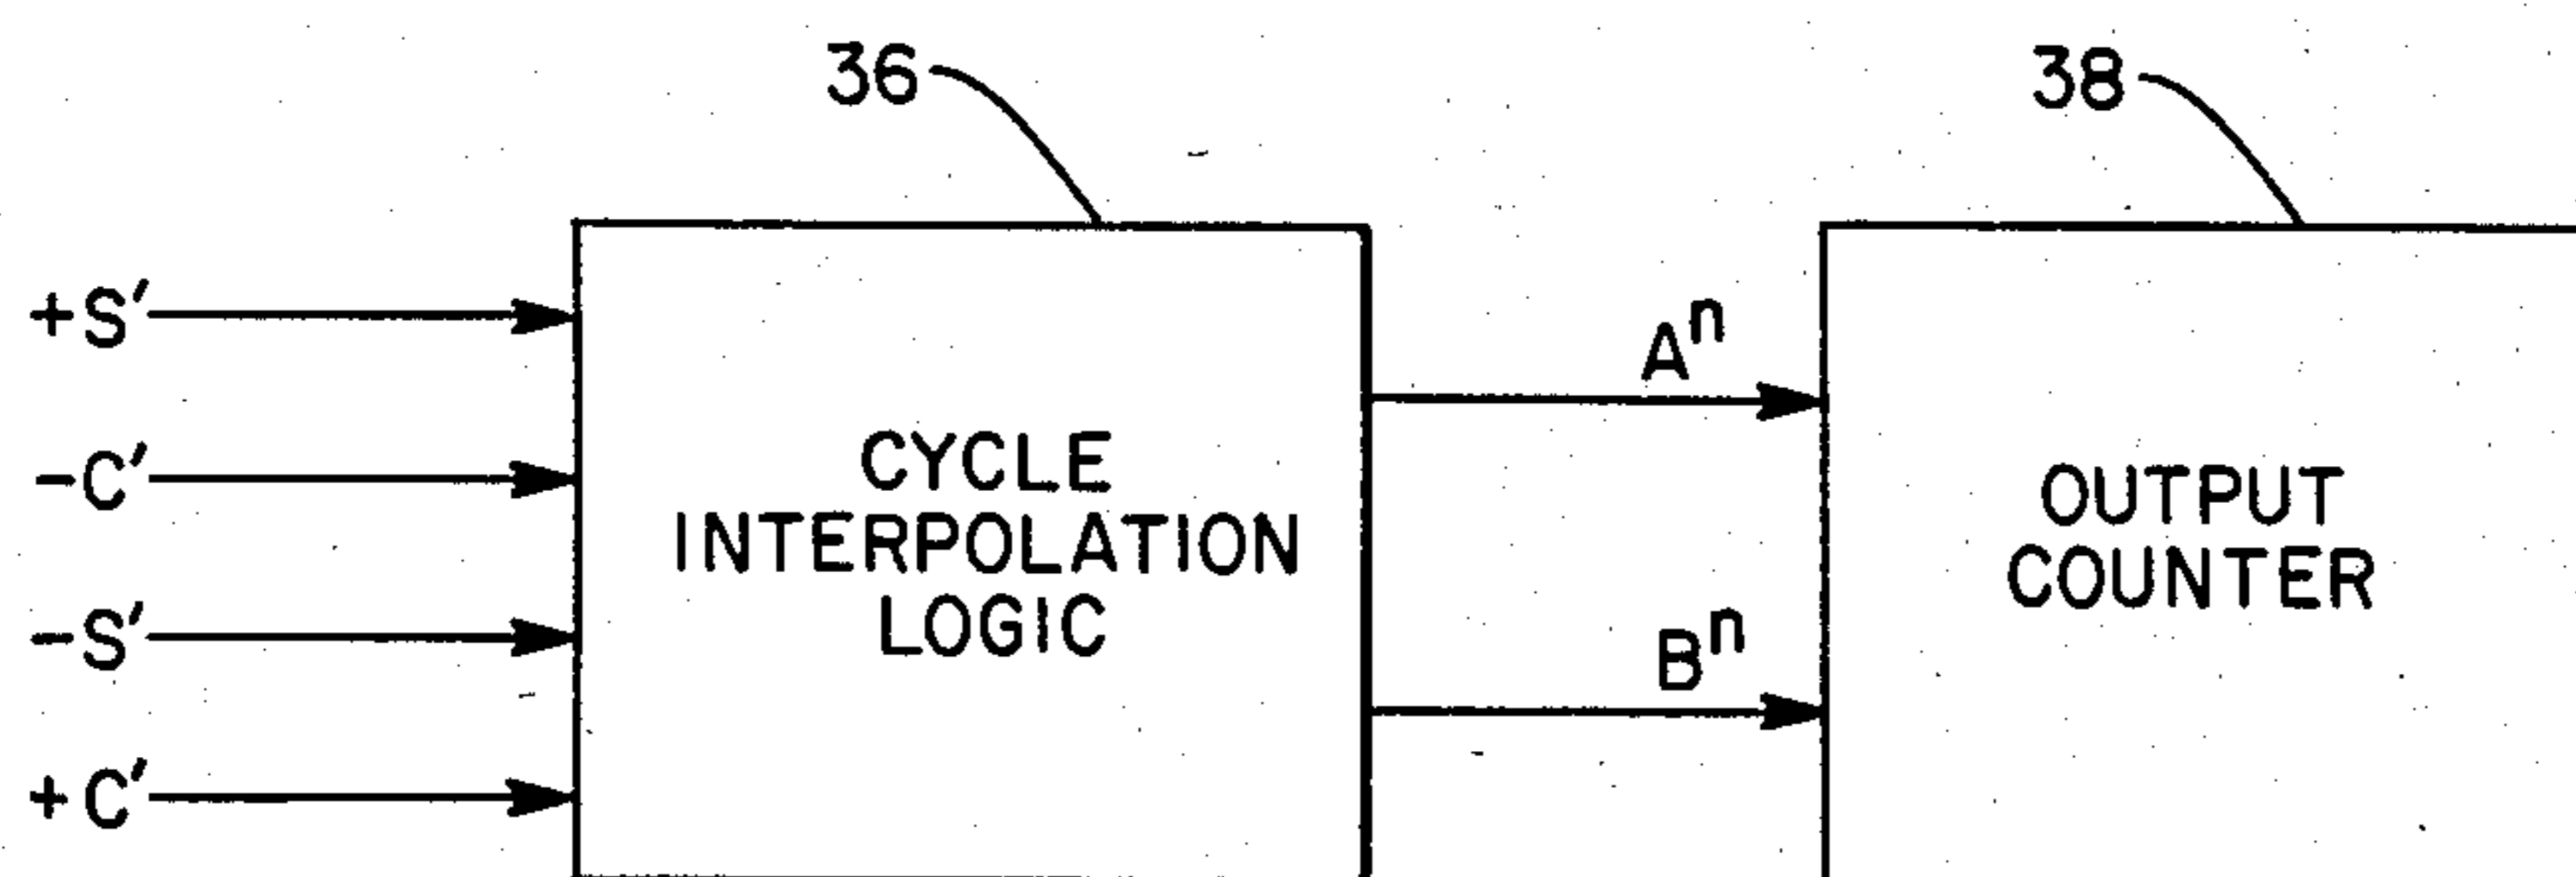 36
38
+S′
-C′
-S′
+C′
CYCLE
INTERPOLATION
LOGIC
Aⁿ
Bⁿ
OUTPUT
COUNTER